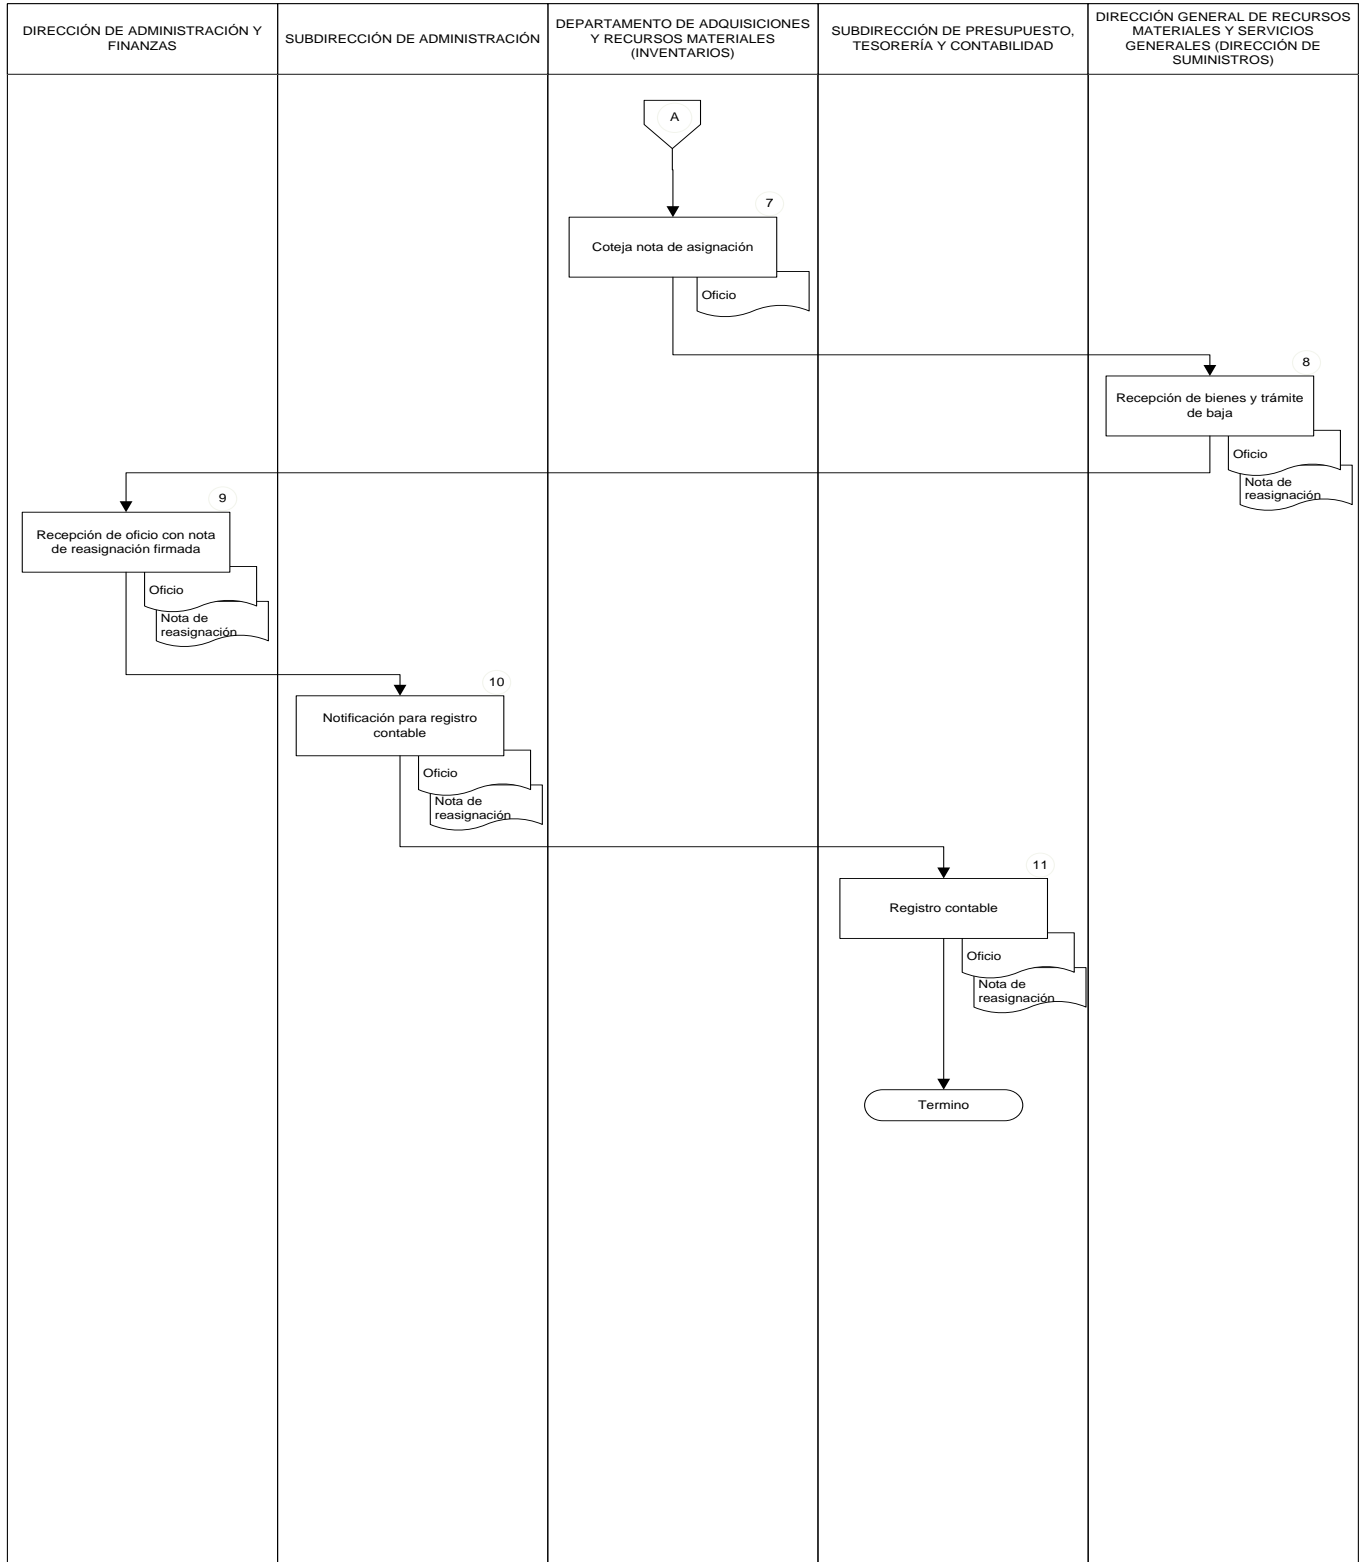 DIRECCIÓN DE ADMINISTRACIÓN Y
FINANZAS
SUBDIRECCIÓN DE ADMINISTRACIÓN
DEPARTAMENTO DE ADQUISICIONES
Y RECURSOS MATERIALES
(INVENTARIOS)
SUBDIRECCIÓN DE PRESUPUESTO,
TESORERÍA Y CONTABILIDAD
DIRECCIÓN GENERAL DE RECURSOS
MATERIALES Y SERVICIOS
GENERALES (DIRECCIÓN DE
SUMINISTROS)
A
7
Coteja nota de asignación
Oficio
8
Recepción de bienes y trámite
de baja
Oficio
Nota de
reasignación
9
Recepción de oficio con nota
de reasignación firmada
Oficio
Nota de
reasignación
10
Notificación para registro
contable
Oficio
Nota de
reasignación
11
Registro contable
Oficio
Nota de
reasignación
Termino